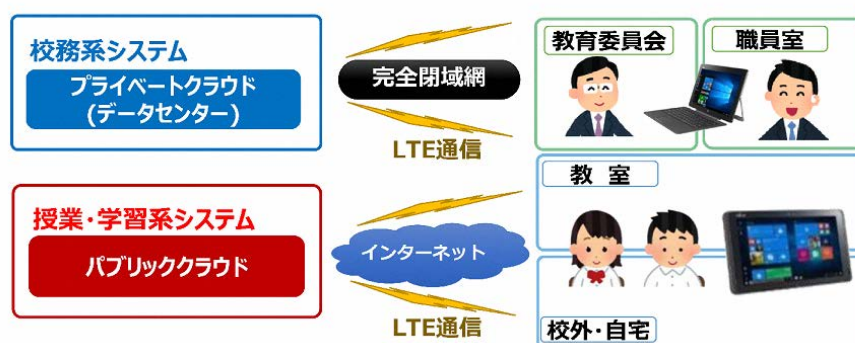 校務系システム
プライベートクラウド
(データセンター)
完全閉域網
LTE通信
教育委員会
職員室
授業・学習系システム
パブリッククラウド
インターネット
LTE通信
教 室
校外・自宅